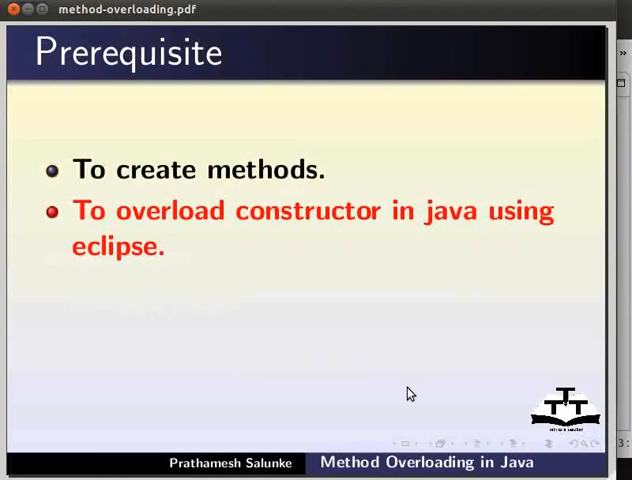 method-overloading.pdf
Prerequisite
To create methods.
To overload constructor in java using
eclipse.
Prathamesh Salunke
Method Overloading in Java